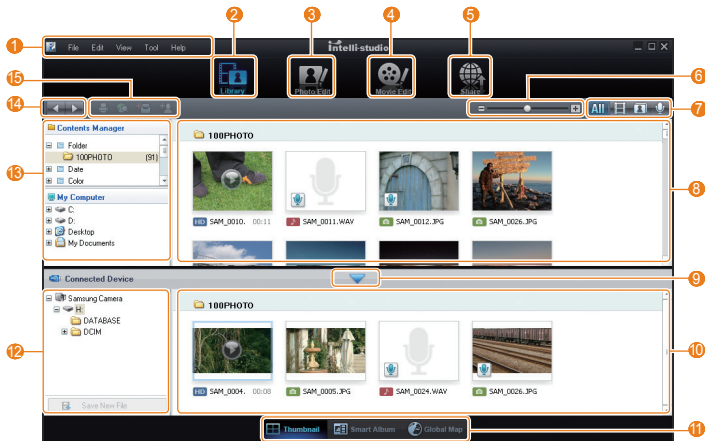 2 3 4 5
1 File Edit View Tool Help Intelli-studio
15 Library Photo Edit Movie Edit Share 6
14 All 7
Contents Manager
Folder
100PHOTO (91)
Date
Color
13
My Computer
C:
D:
Desktop
My Documents
100PHOTO
HD SAM_0010. 00:11 SAM_0011.WAV SAM_0012.JPG SAM_0026.JPG
8
Connected Device 9
Samsung Camera
H:
DATABASE
DCIM
12
Save New File
100PHOTO
HD SAM_0004. 00:08 SAM_0005.JPG SAM_0024.WAV SAM_0026.JPG
10
Thumbnail Smart Album Global Map 11